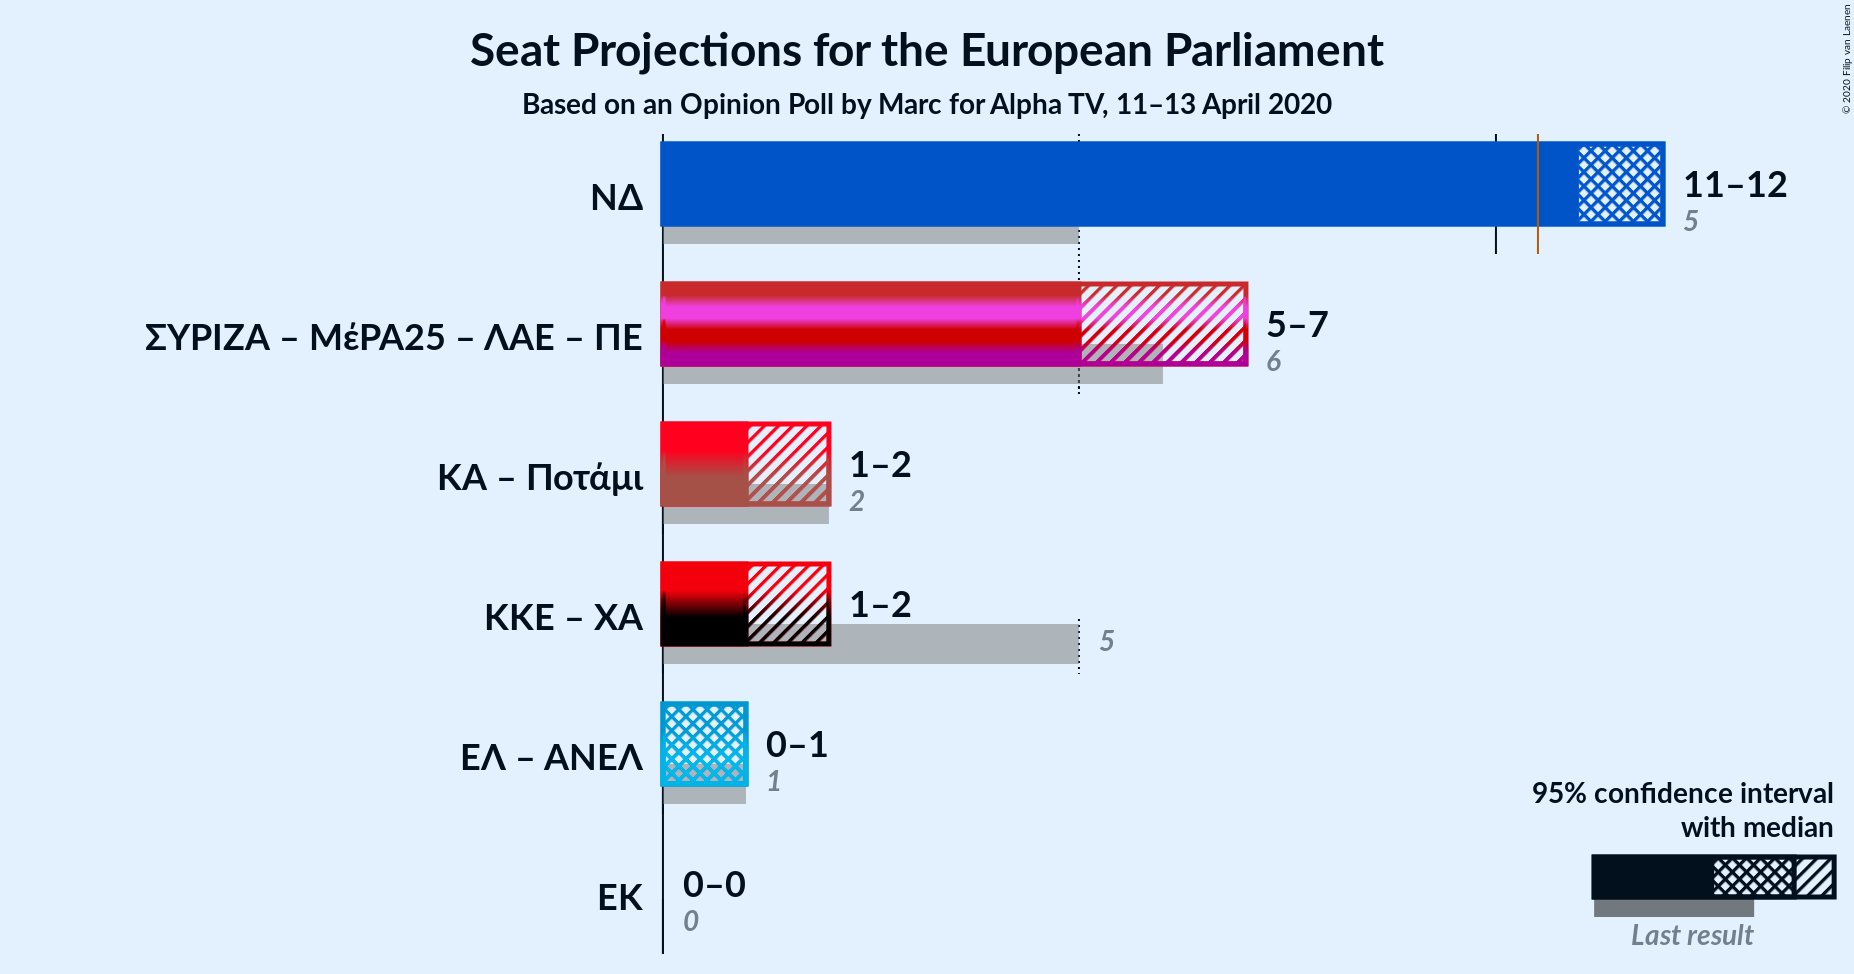 Seat Projections for the European Parliament
Based on an Opinion Poll by Marc for Alpha TV, 11–13 April 2020
© 2020 Filip van Laenen
ΝΔ
11–12
5
ΣΥΡΙΖΑ – ΜέΡΑ25 – ΛΑΕ – ΠΕ
5–7
6
ΚΑ – Ποτάμι
1–2
2
ΚΚΕ – ΧΑ
1–2
5
ΕΛ – ΑΝΕΛ
0–1
1
ΕΚ
0–0
0
95% confidence interval
with median
Last result